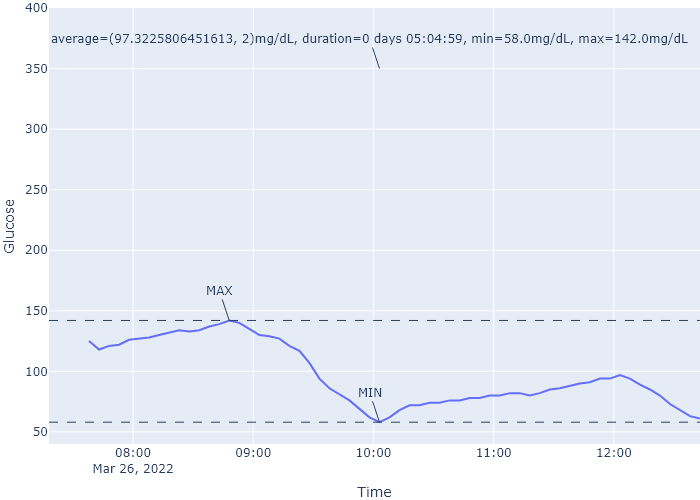 400
average=(97.3225806451613, 2)mg/dL, duration=0 days 05:04:59, min=58.0mg/dL, max=142.0mg/dL
350
300
250
200
Glucose
MAX
150
MIN
100
50
08:00 09:00 10:00 11:00 12:00
Mar 26, 2022
Time